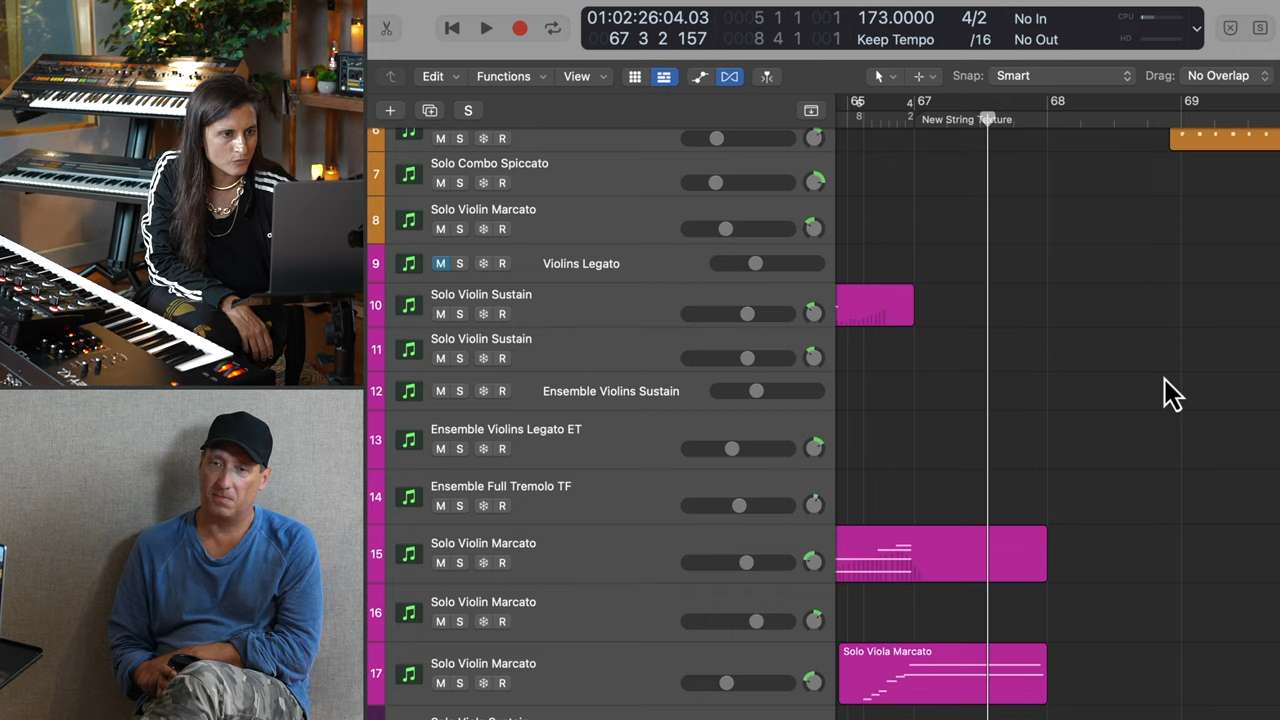 01:02:26:04.03 0005 1 1 001 173.0000 4/2 No In CPU
0067 3 2 157 0008 4 1 001 Keep Tempo /16 No Out HD
S
Edit Functions View Snap: Smart Drag: No Overlap
+ S
66 4 67 68 69
8 2 New String Texture
6 M S R
7 Solo Combo Spiccato
M S R
8 Solo Violin Marcato
M S R
9 M S R Violins Legato
10 Solo Violin Sustain
M S R
11 Solo Violin Sustain
M S R
12 M S R Ensemble Violins Sustain
13 Ensemble Violins Legato ET
M S R
14 Ensemble Full Tremolo TF
M S R
15 Solo Violin Marcato
M S R
16 Solo Violin Marcato
M S R
17 Solo Violin Marcato Solo Viola Marcato
M S R